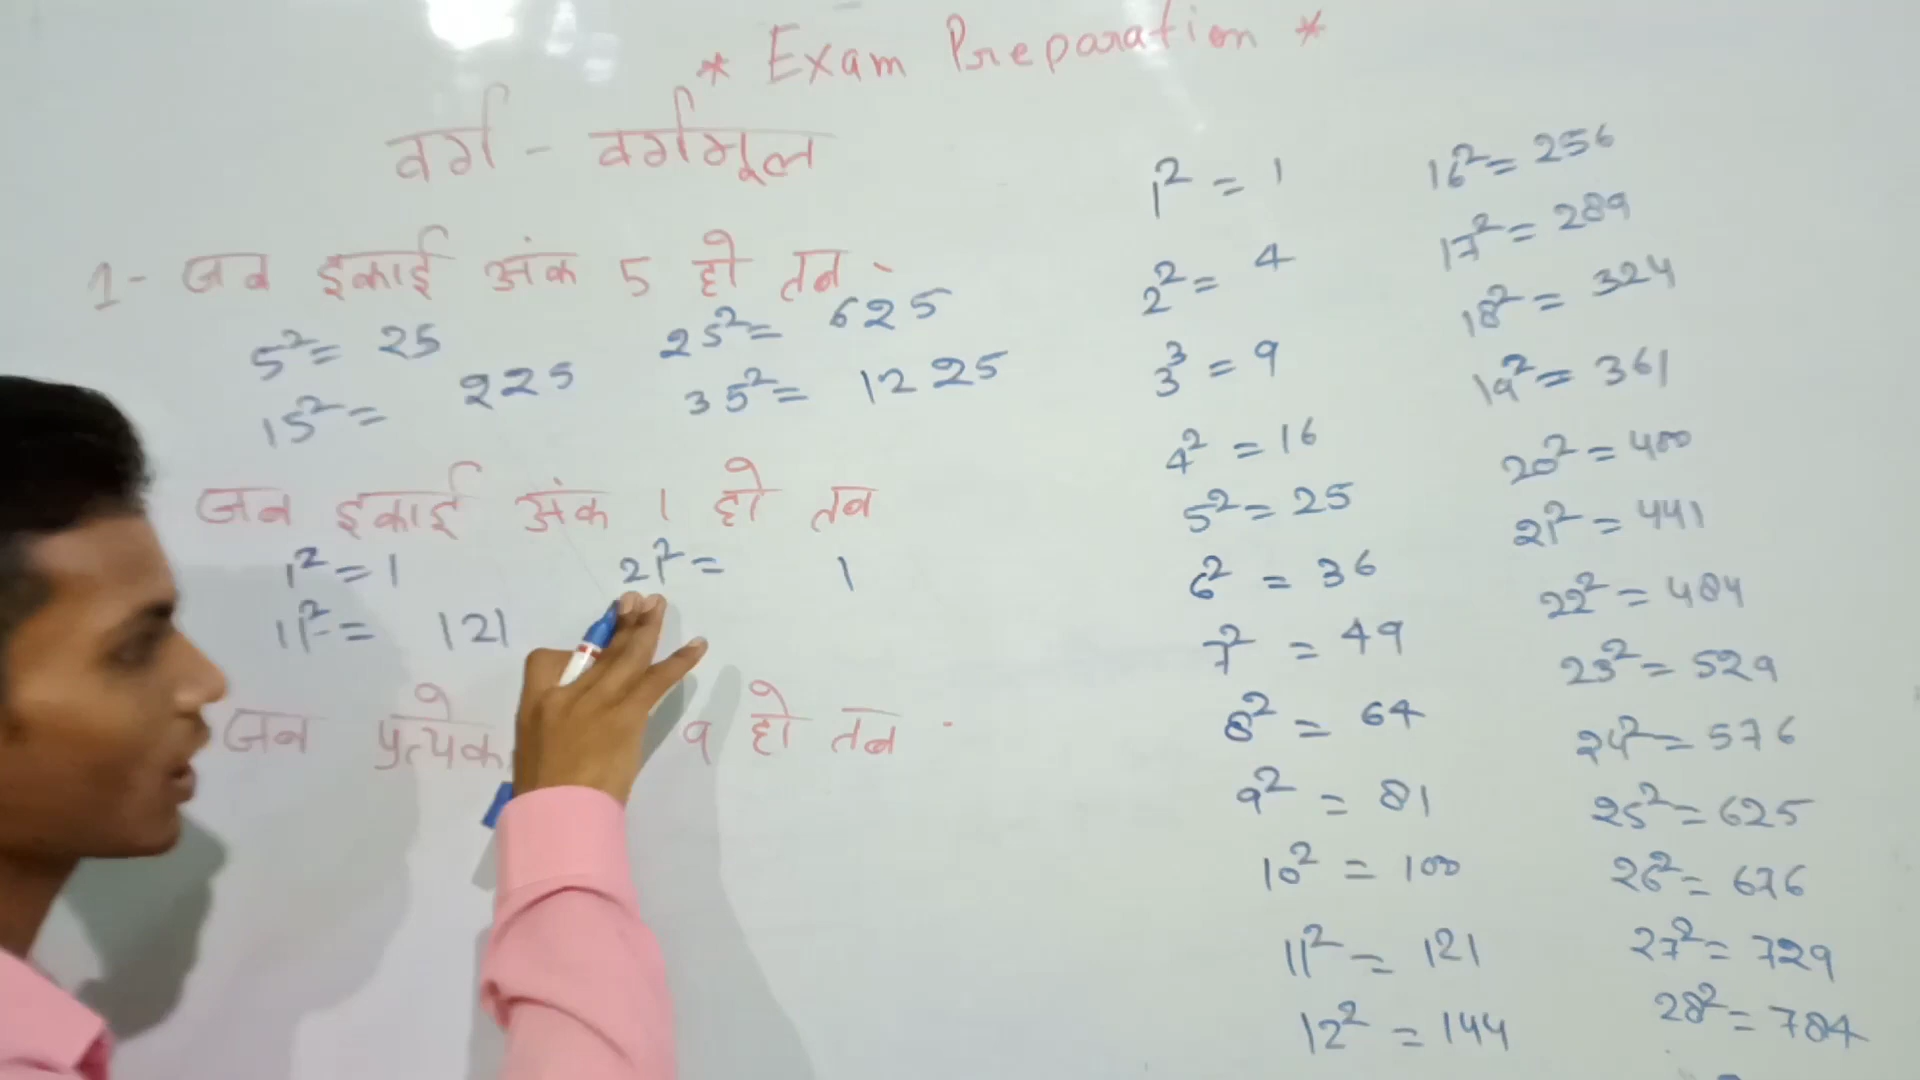 * Exam Preparation *
वर्ग - वर्गमूल
1- जब इकाई अंक 5 हो तब -
5² = 25
25² = 625
15² = 225
35² = 1225
जब इकाई अंक 1 हो तब
1² = 1
21² = 1
11² = 121
जब प्रत्येक 9 हो तब -
1² = 1
2² = 4
3³ = 9
4² = 16
5² = 25
6² = 36
7² = 49
8² = 64
9² = 81
10² = 100
11² = 121
12² = 144
16² = 256
17² = 289
18² = 324
19² = 361
20² = 400
21² = 441
22² = 484
23² = 529
24² = 576
25² = 625
26² = 676
27² = 729
28² = 784